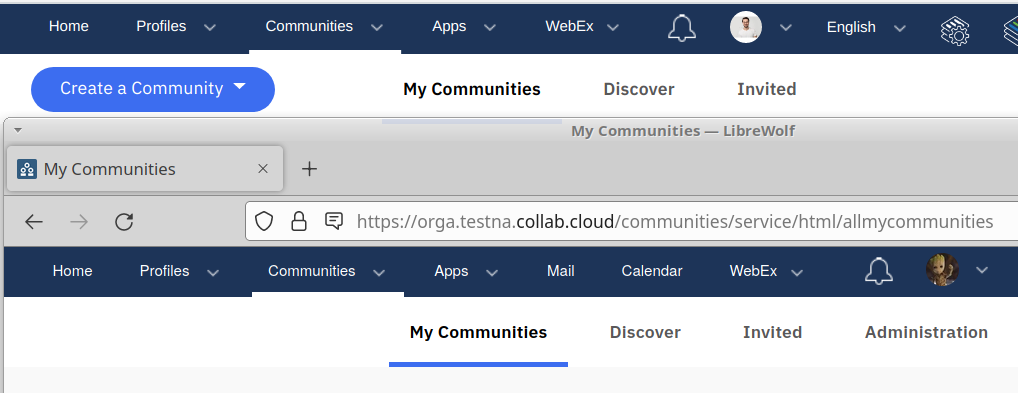 Home Profiles Communities Apps WebEx English
Create a Community My Communities Discover Invited
My Communities — LibreWolf
My Communities
https://orga.testna.collab.cloud/communities/service/html/allmycommunities
Home Profiles Communities Apps Mail Calendar WebEx
My Communities Discover Invited Administration